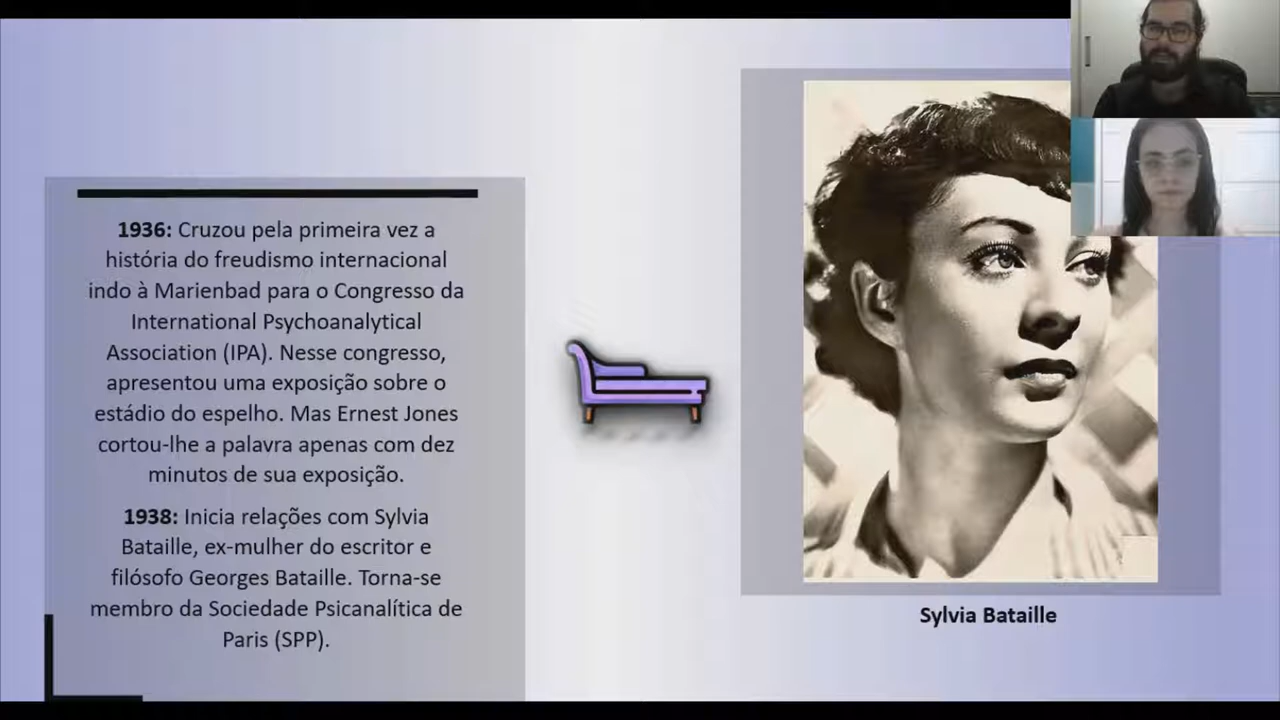 1936: Cruzou pela primeira vez a
história do freudismo internacional
indo à Marienbad para o Congresso da
International Psychoanalytical
Association (IPA). Nesse congresso,
apresentou uma exposição sobre o
estádio do espelho. Mas Ernest Jones
cortou-lhe a palavra apenas com dez
minutos de sua exposição.
1938: Inicia relações com Sylvia
Bataille, ex-mulher do escritor e
filósofo Georges Bataille. Torna-se
membro da Sociedade Psicanalítica de
Paris (SPP).
Sylvia Bataille